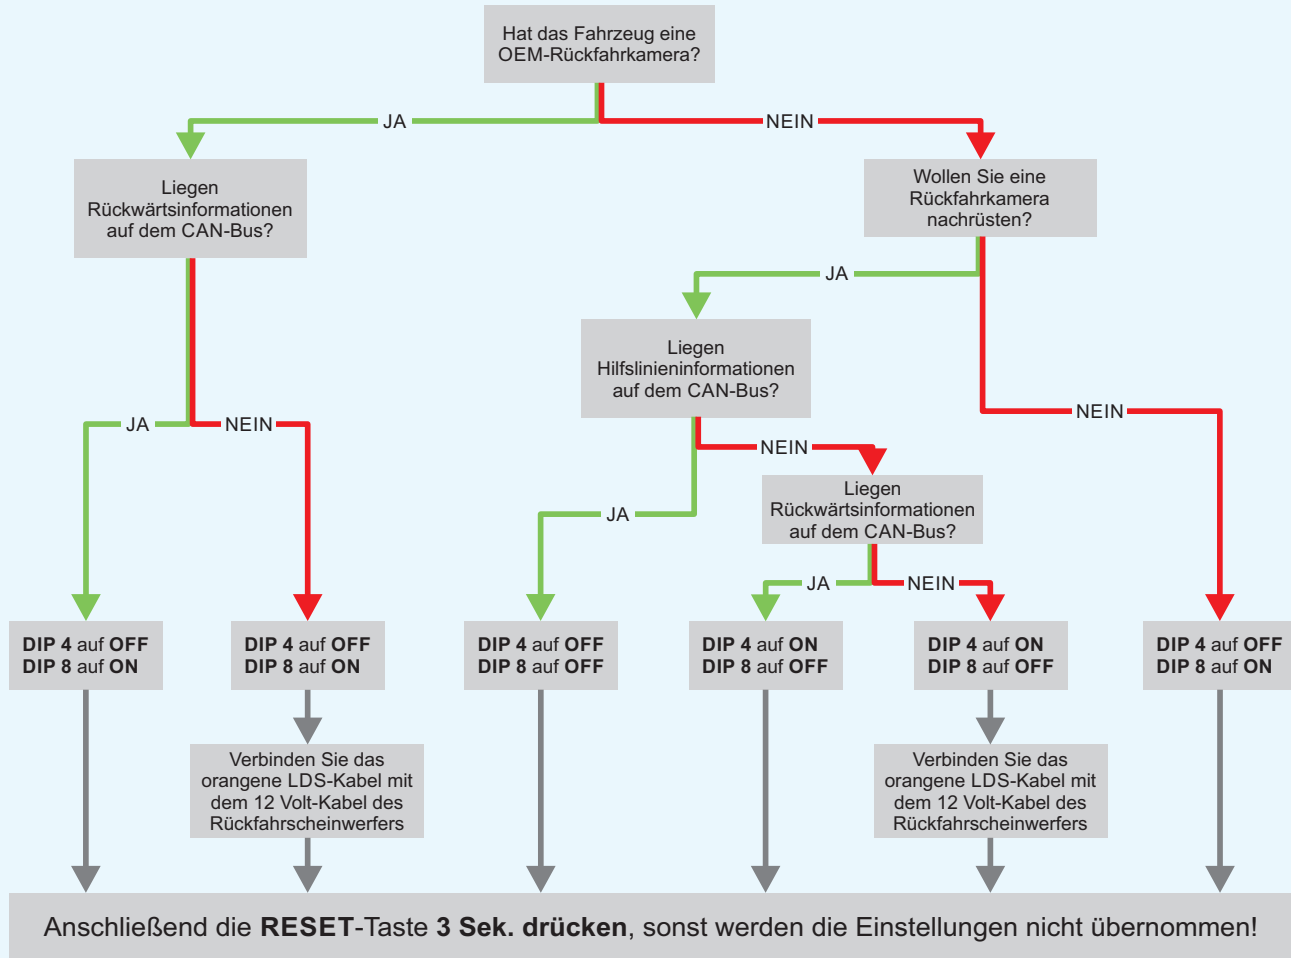 Hat das Fahrzeug eine
OEM-Rückfahrkamera?
JA
NEIN
Liegen
Rückwärtsinformationen
auf dem CAN-Bus?
Wollen Sie eine
Rückfahrkamera
nachrüsten?
JA
Liegen
Hilfslinieninformationen
auf dem CAN-Bus?
NEIN
JA
NEIN
NEIN
Liegen
Rückwärtsinformationen
auf dem CAN-Bus?
JA
JA
NEIN
DIP 4 auf OFF
DIP 8 auf ON
DIP 4 auf OFF
DIP 8 auf ON
DIP 4 auf OFF
DIP 8 auf OFF
DIP 4 auf ON
DIP 8 auf OFF
DIP 4 auf ON
DIP 8 auf OFF
DIP 4 auf OFF
DIP 8 auf ON
Verbinden Sie das
orangene LDS-Kabel mit
dem 12 Volt-Kabel des
Rückfahrscheinwerfers
Verbinden Sie das
orangene LDS-Kabel mit
dem 12 Volt-Kabel des
Rückfahrscheinwerfers
Anschließend die RESET-Taste 3 Sek. drücken, sonst werden die Einstellungen nicht übernommen!